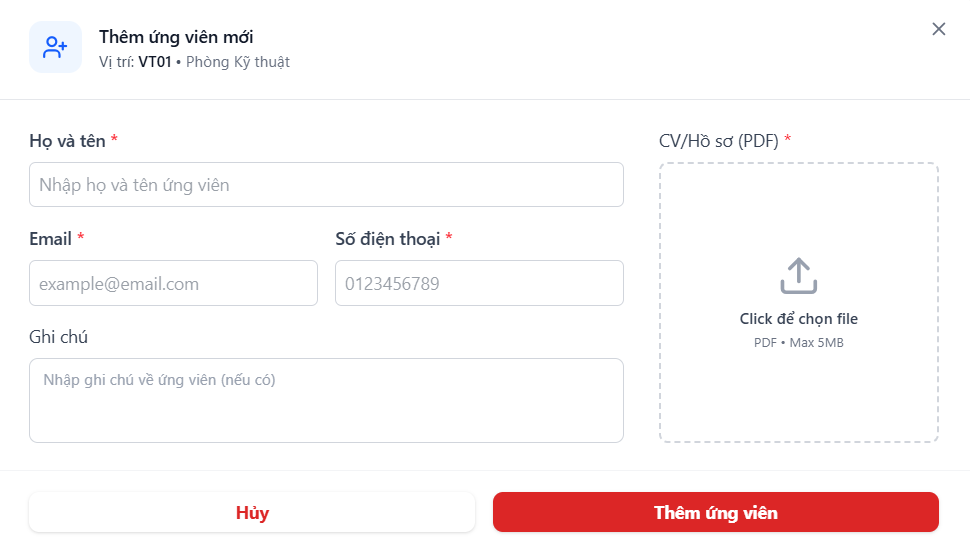 Thêm ứng viên mới
Vị trí: VT01 • Phòng Kỹ thuật
Họ và tên *
Nhập họ và tên ứng viên
Email *
Số điện thoại *
example@email.com
0123456789
Ghi chú
Nhập ghi chú về ứng viên (nếu có)
CV/Hồ sơ (PDF) *
Click để chọn file
PDF • Max 5MB
Hủy
Thêm ứng viên